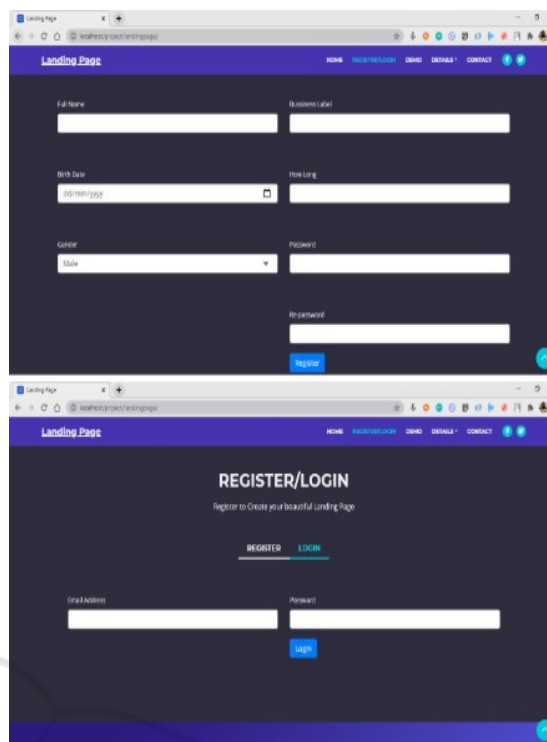 Landing Page
localhost/project/landingpage/
Landing Page HOME REGISTER/LOGIN DEMO DETAILS CONTACT
Full Name Bussiness Label
Birth Date How Long
dd/mm/yyyy
Gender Password
Male
Re-password
Register
Landing Page
localhost/project/landingpage/
Landing Page HOME REGISTER/LOGIN DEMO DETAILS CONTACT
REGISTER/LOGIN
Register to Create your beautiful Landing Page
REGISTER LOGIN
Email Address Password
Login